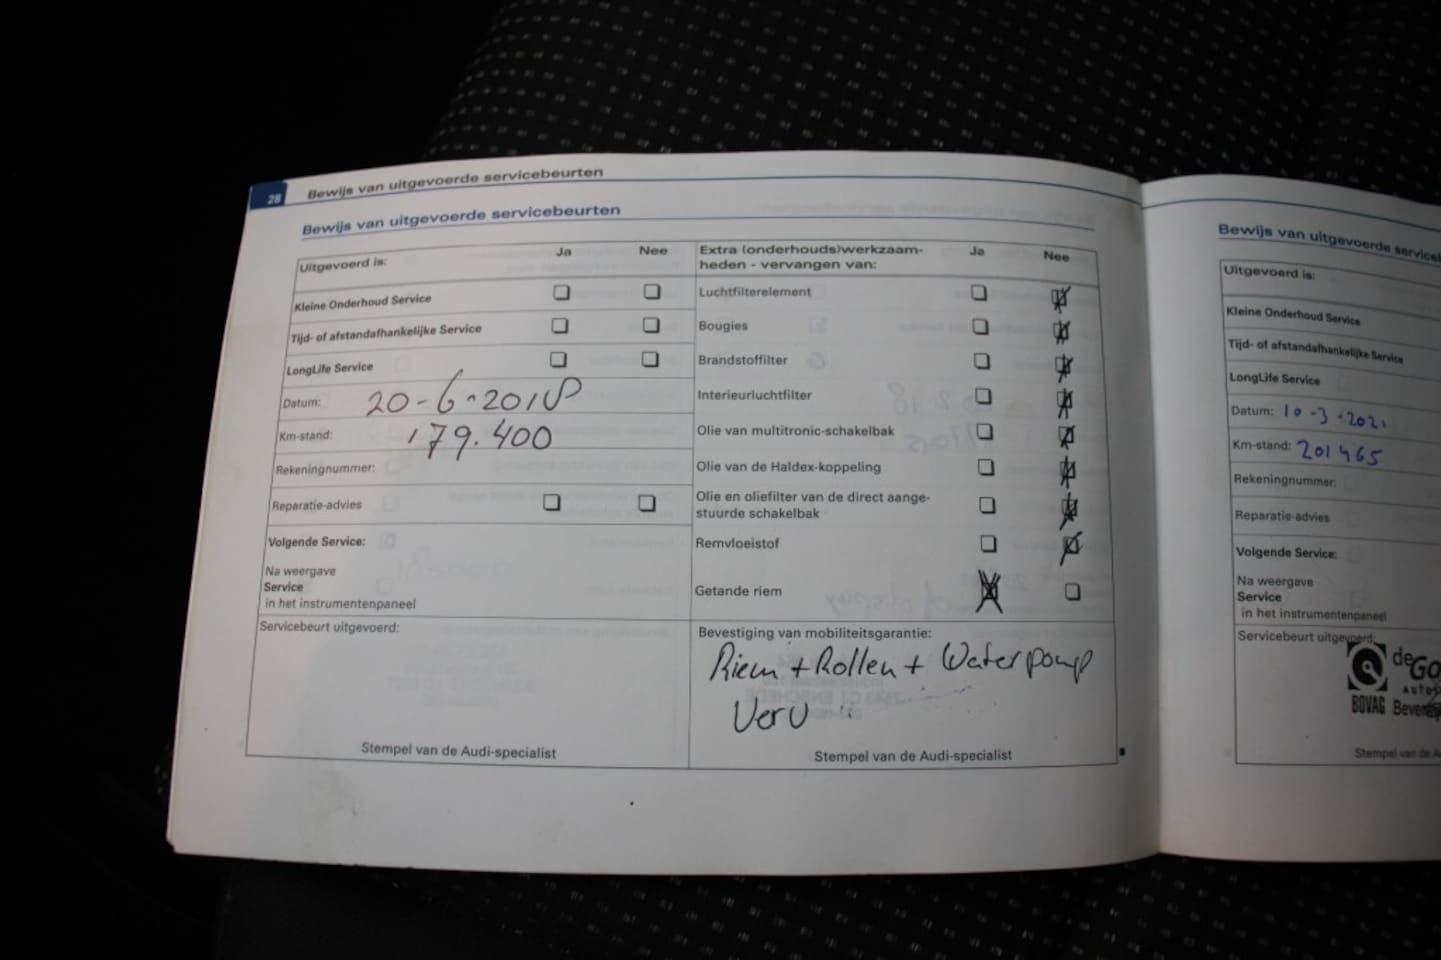 28 Bewijs van uitgevoerde servicebeurten
Bewijs van uitgevoerde servicebeurten
Uitgevoerd is: Ja Nee
Kleine Onderhoud Service
Tijd- of afstandafhankelijke Service
LongLife Service
Datum: 20-6-2018
Km-stand: 179.400
Rekeningnummer:
Reparatie-advies
Volgende Service:
Na weergave
Service
in het instrumentenpaneel
Servicebeurt uitgevoerd:
Stempel van de Audi-specialist
Extra (onderhouds)werkzaam- Ja Nee
heden - vervangen van:
Luchtfilterelement
Bougies
Brandstoffilter
Interieurluchtfilter
Olie van multitronic-schakelbak
Olie van de Haldex-koppeling
Olie en oliefilter van de direct aange-
stuurde schakelbak
Remvloeistof
Getande riem
Bevestiging van mobiliteitsgarantie:
Riem + Rollen + Waterpomp
Verv
Stempel van de Audi-specialist
Bewijs van uitgevoerde
Uitgevoerd is:
Kleine Onderhoud Service
Tijd- of afstandafhankelijke Service
LongLife Service
Datum: 10-3-2021
Km-stand: 201465
Rekeningnummer:
Reparatie-advies
Volgende Service:
Na weergave
Service
in het instrumentenpaneel
Servicebeurt uitgevoerd:
BOVAG
Stempel van de